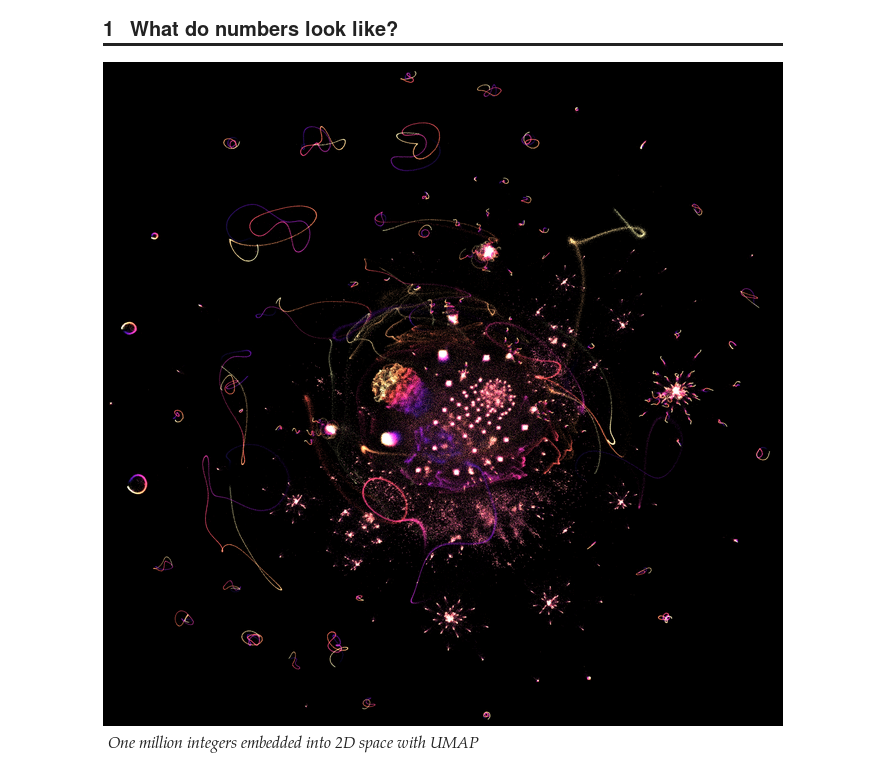 1 What do numbers look like?
One million integers embedded into 2D space with UMAP